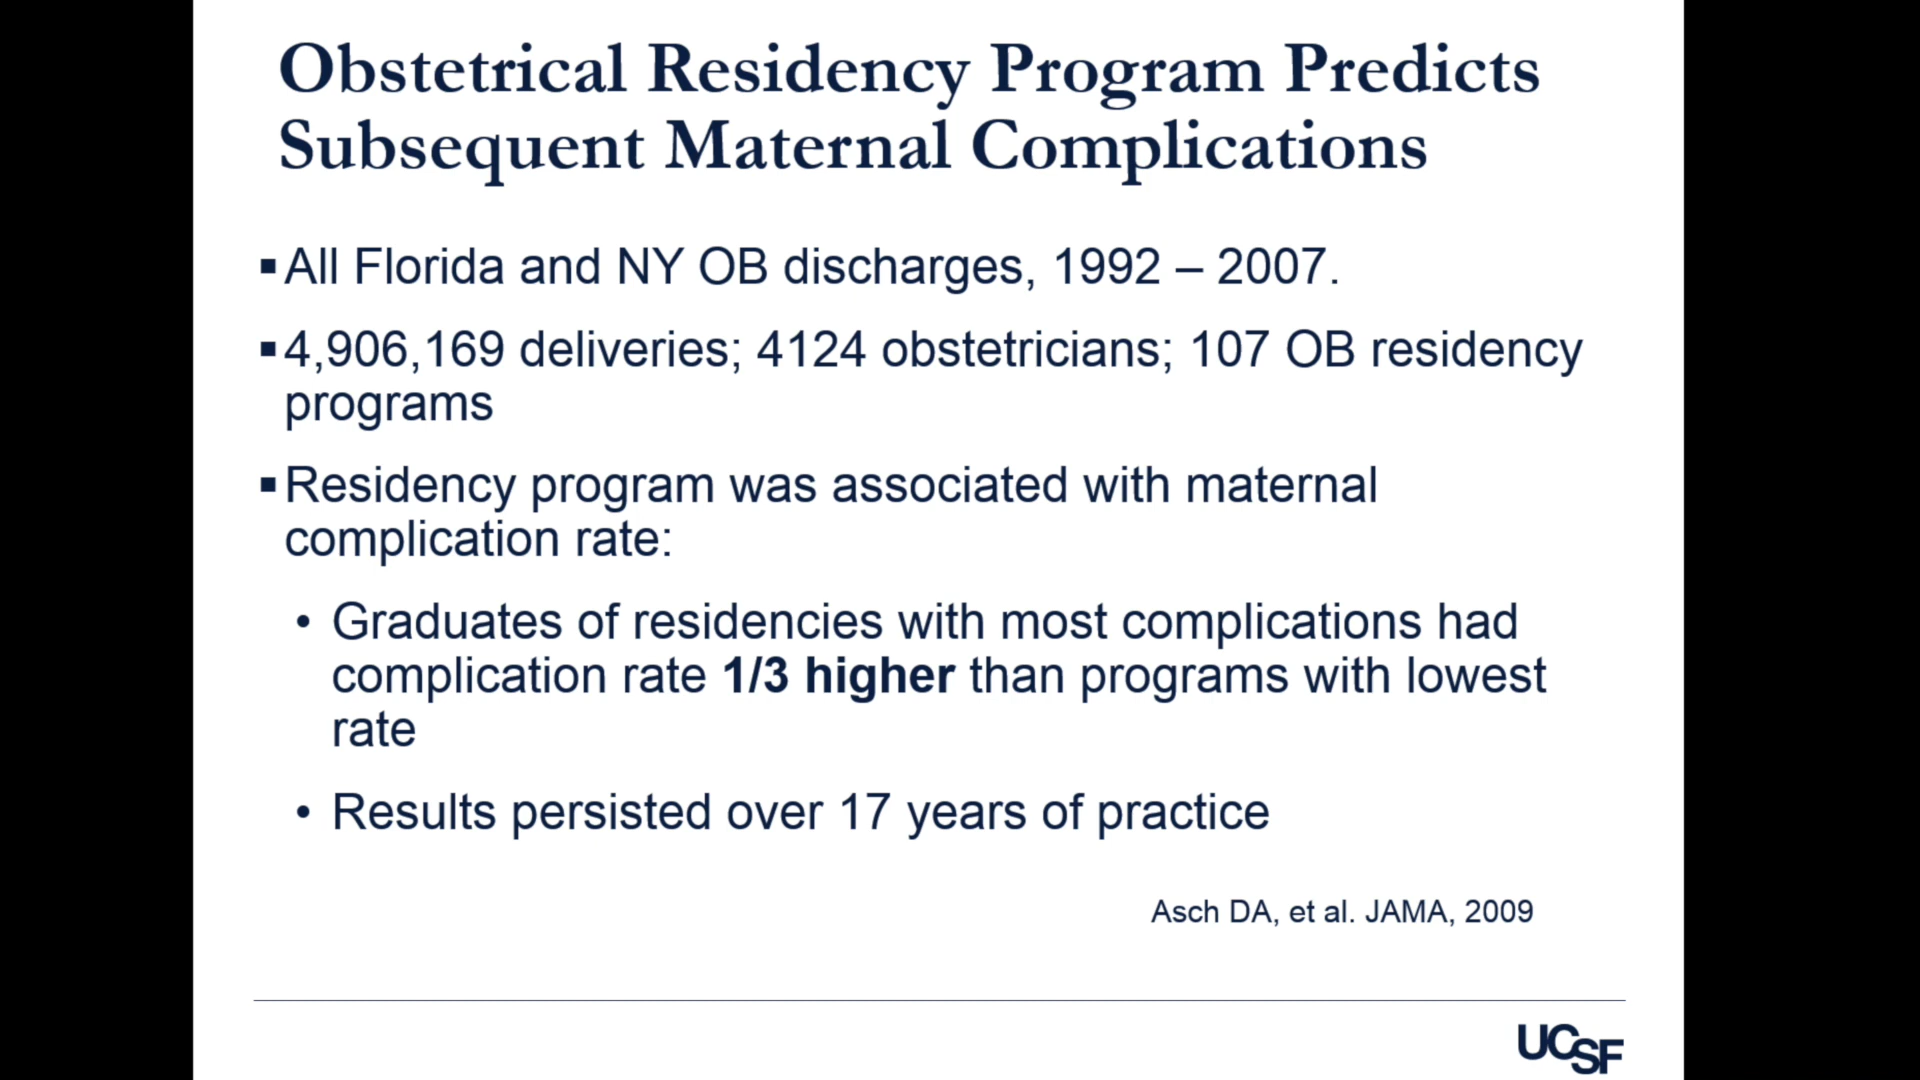 Obstetrical Residency Program Predicts
Subsequent Maternal Complications
▪All Florida and NY OB discharges, 1992 – 2007.
▪4,906,169 deliveries; 4124 obstetricians; 107 OB residency
programs
▪Residency program was associated with maternal
complication rate:
• Graduates of residencies with most complications had
complication rate 1/3 higher than programs with lowest
rate
• Results persisted over 17 years of practice
Asch DA, et al. JAMA, 2009
UCSF